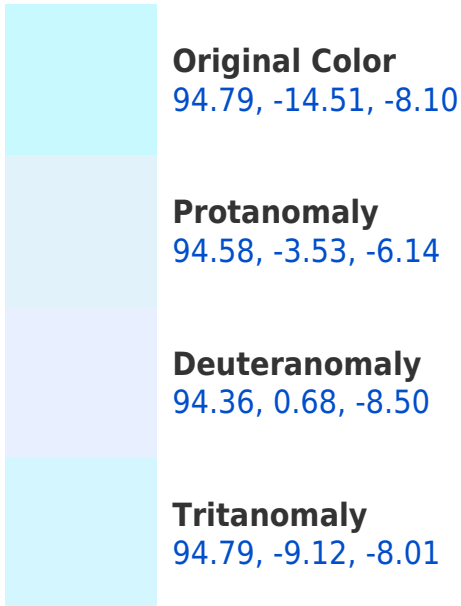 Original Color
94.79, -14.51, -8.10
Protanomaly
94.58, -3.53, -6.14
Deuteranomaly
94.36, 0.68, -8.50
Tritanomaly
94.79, -9.12, -8.01